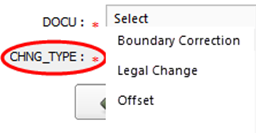 DOCU : * Select
Boundary Correction
CHNG_TYPE : *
Legal Change
Offset